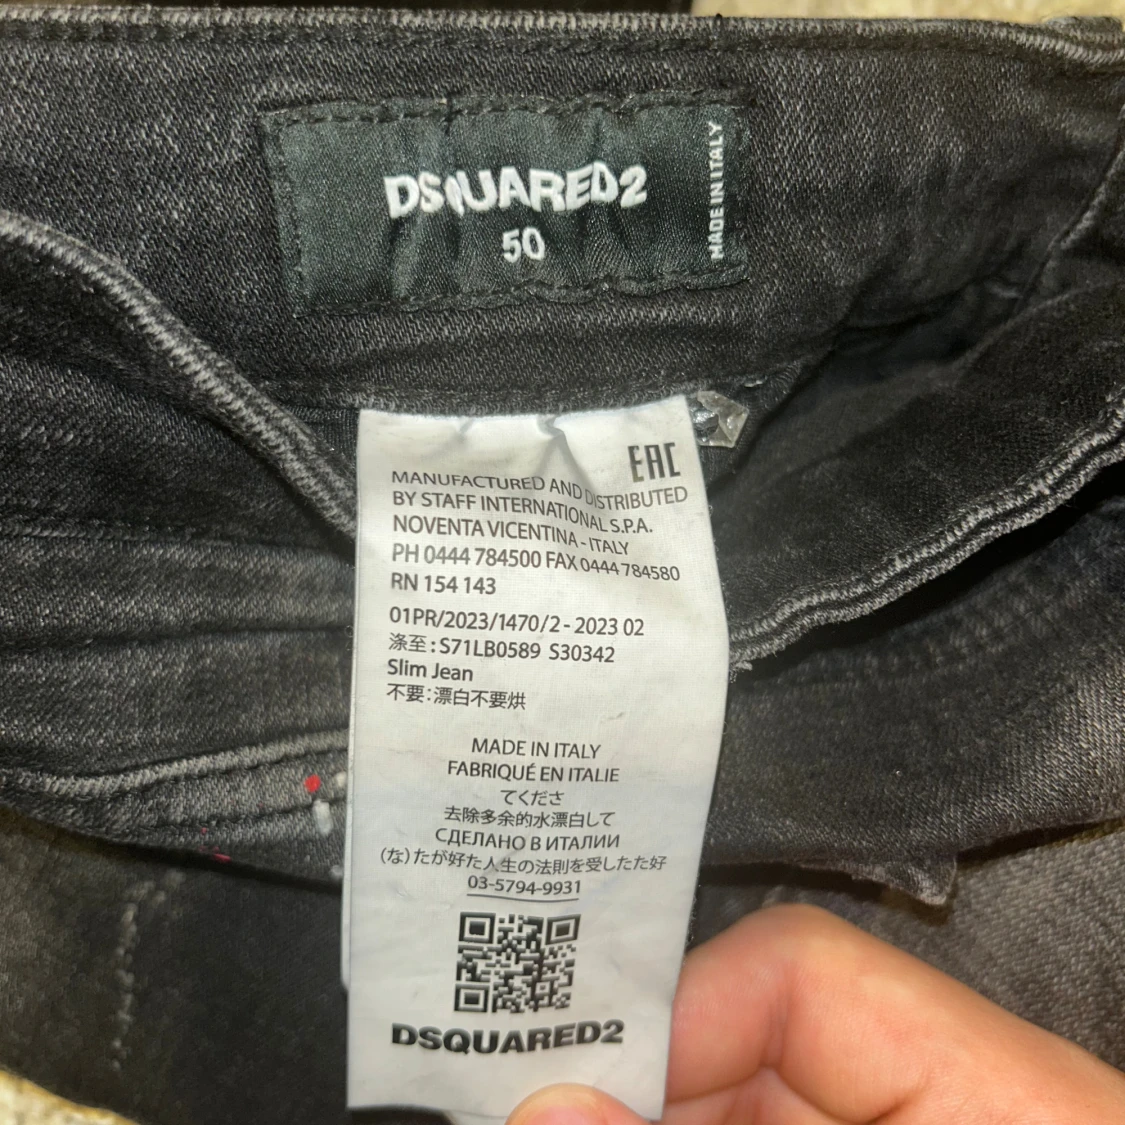 DSQUARED2
50
MADE IN ITALY
EAC
MANUFACTURED AND DISTRIBUTED
BY STAFF INTERNATIONAL S.P.A.
NOVENTA VICENTINA - ITALY
PH 0444 784500 FAX 0444 784580
RN 154 143
01PR/2023/1470/2 - 2023 02
涤至: S71LB0589 S30342
Slim Jean
不要: 漂白不要烘
MADE IN ITALY
FABRIQUÉ EN ITALIE
てくださ
去除多余的水漂白して
СДЕЛАНО В ИТАЛИИ
(な)たが好た人生の法則を受したた好
03-5794-9931
DSQUARED2